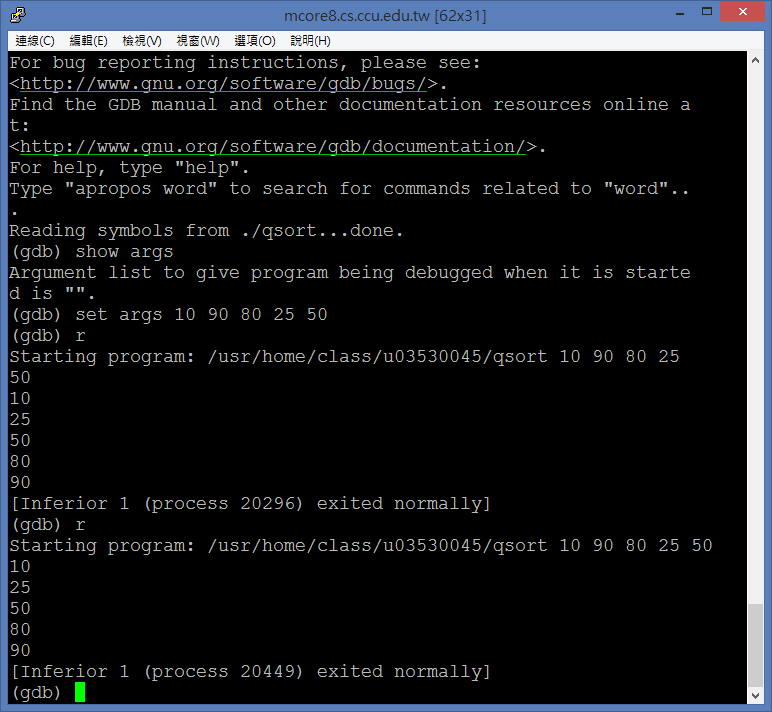 mcore8.cs.ccu.edu.tw [62x31]
連線(C) 編輯(E) 檢視(V) 視窗(W) 選項(O) 說明(H)
For bug reporting instructions, please see:
<http://www.gnu.org/software/gdb/bugs/>.
Find the GDB manual and other documentation resources online a
t:
<http://www.gnu.org/software/gdb/documentation/>.
For help, type "help".
Type "apropos word" to search for commands related to "word"..
.
Reading symbols from ./qsort...done.
(gdb) show args
Argument list to give program being debugged when it is starte
d is "".
(gdb) set args 10 90 80 25 50
(gdb) r
Starting program: /usr/home/class/u03530045/qsort 10 90 80 25
50
10
25
50
80
90
[Inferior 1 (process 20296) exited normally]
(gdb) r
Starting program: /usr/home/class/u03530045/qsort 10 90 80 25 50
10
25
50
80
90
[Inferior 1 (process 20449) exited normally]
(gdb)